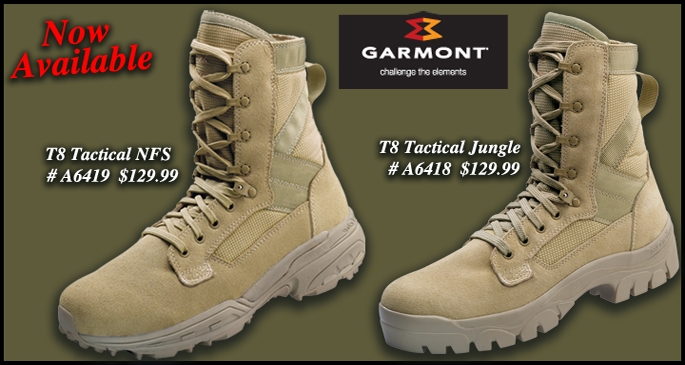 Now
Available
GARMONT
challenge the elements
T8 Tactical NFS
# A6419 $129.99
T8 Tactical Jungle
# A6418 $129.99